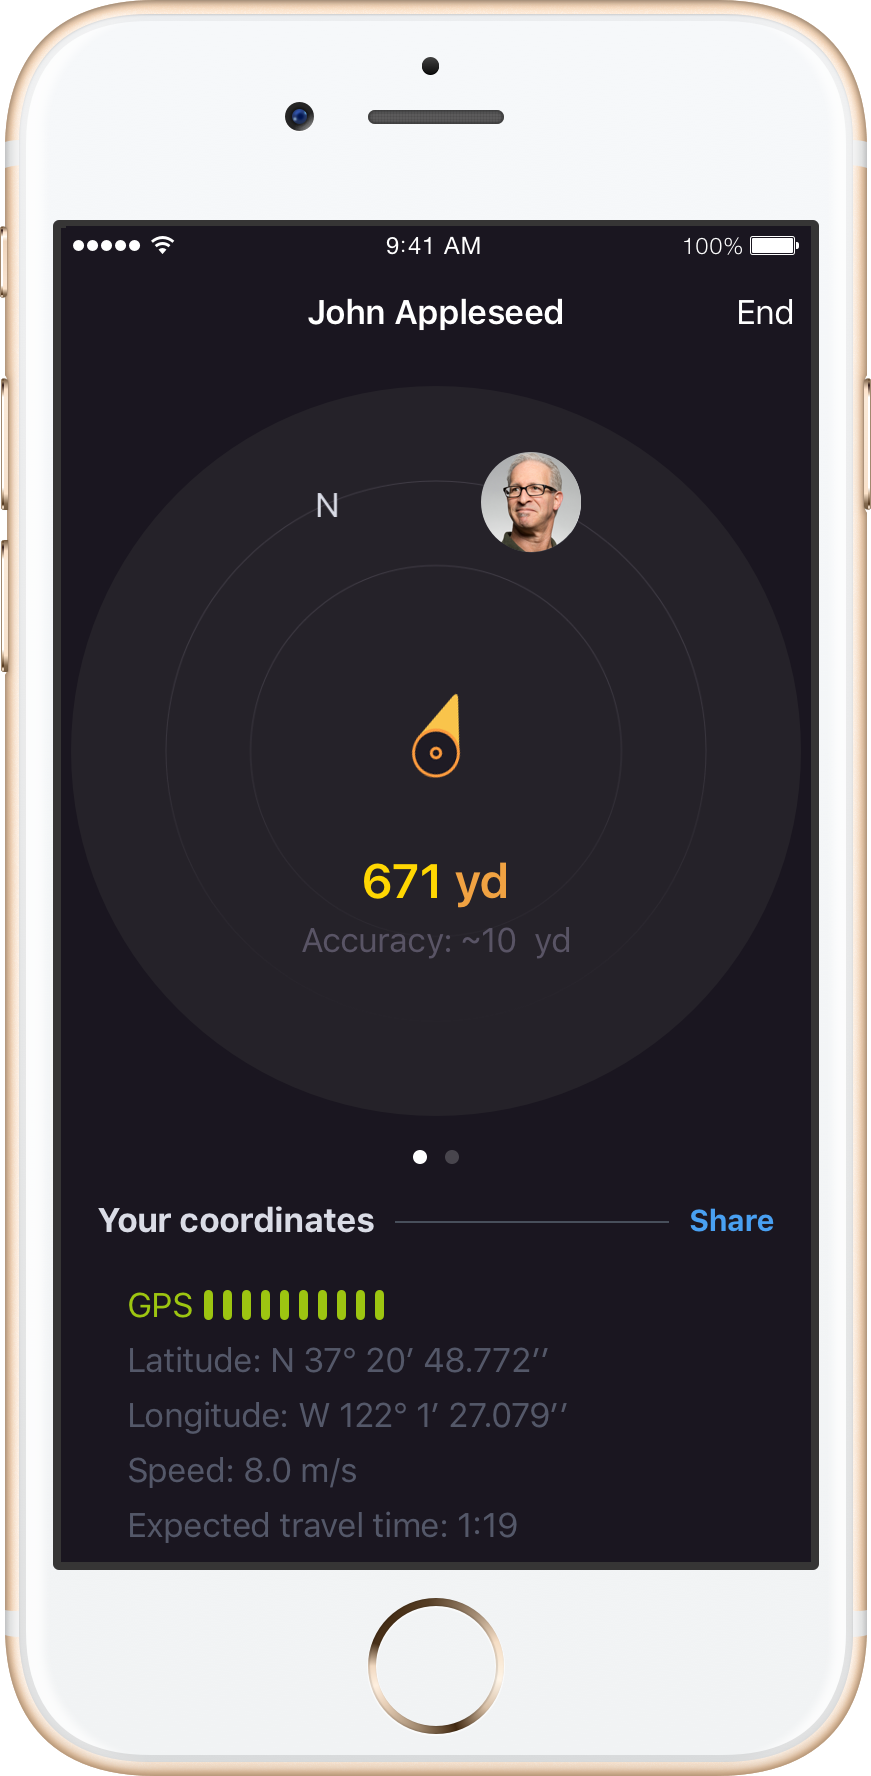 9:41 AM 100%
John Appleseed End
N
671 yd
Accuracy: ~10 yd
Your coordinates Share
GPS
Latitude: N 37° 20′ 48.772′′
Longitude: W 122° 1′ 27.079′′
Speed: 8.0 m/s
Expected travel time: 1:19